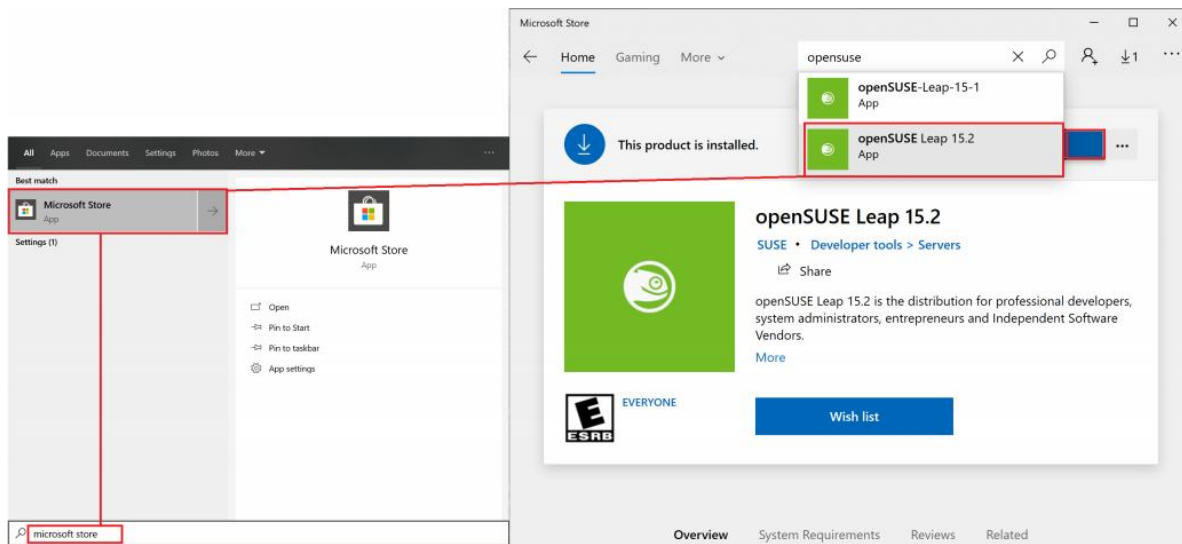 All Apps Documents Settings Photos More
Best match
Microsoft Store
App
Settings (1)
Microsoft Store
App
Open
Pin to Start
Pin to taskbar
App settings
microsoft store
Microsoft Store
Home Gaming More
opensuse
1
openSUSE-Leap-15-1
App
openSUSE Leap 15.2
App
This product is installed.
openSUSE Leap 15.2
SUSE • Developer tools > Servers
Share
openSUSE Leap 15.2 is the distribution for professional developers,
system administrators, entrepreneurs and Independent Software
Vendors.
More
E
ESRB
EVERYONE
Wish list
Overview System Requirements Reviews Related